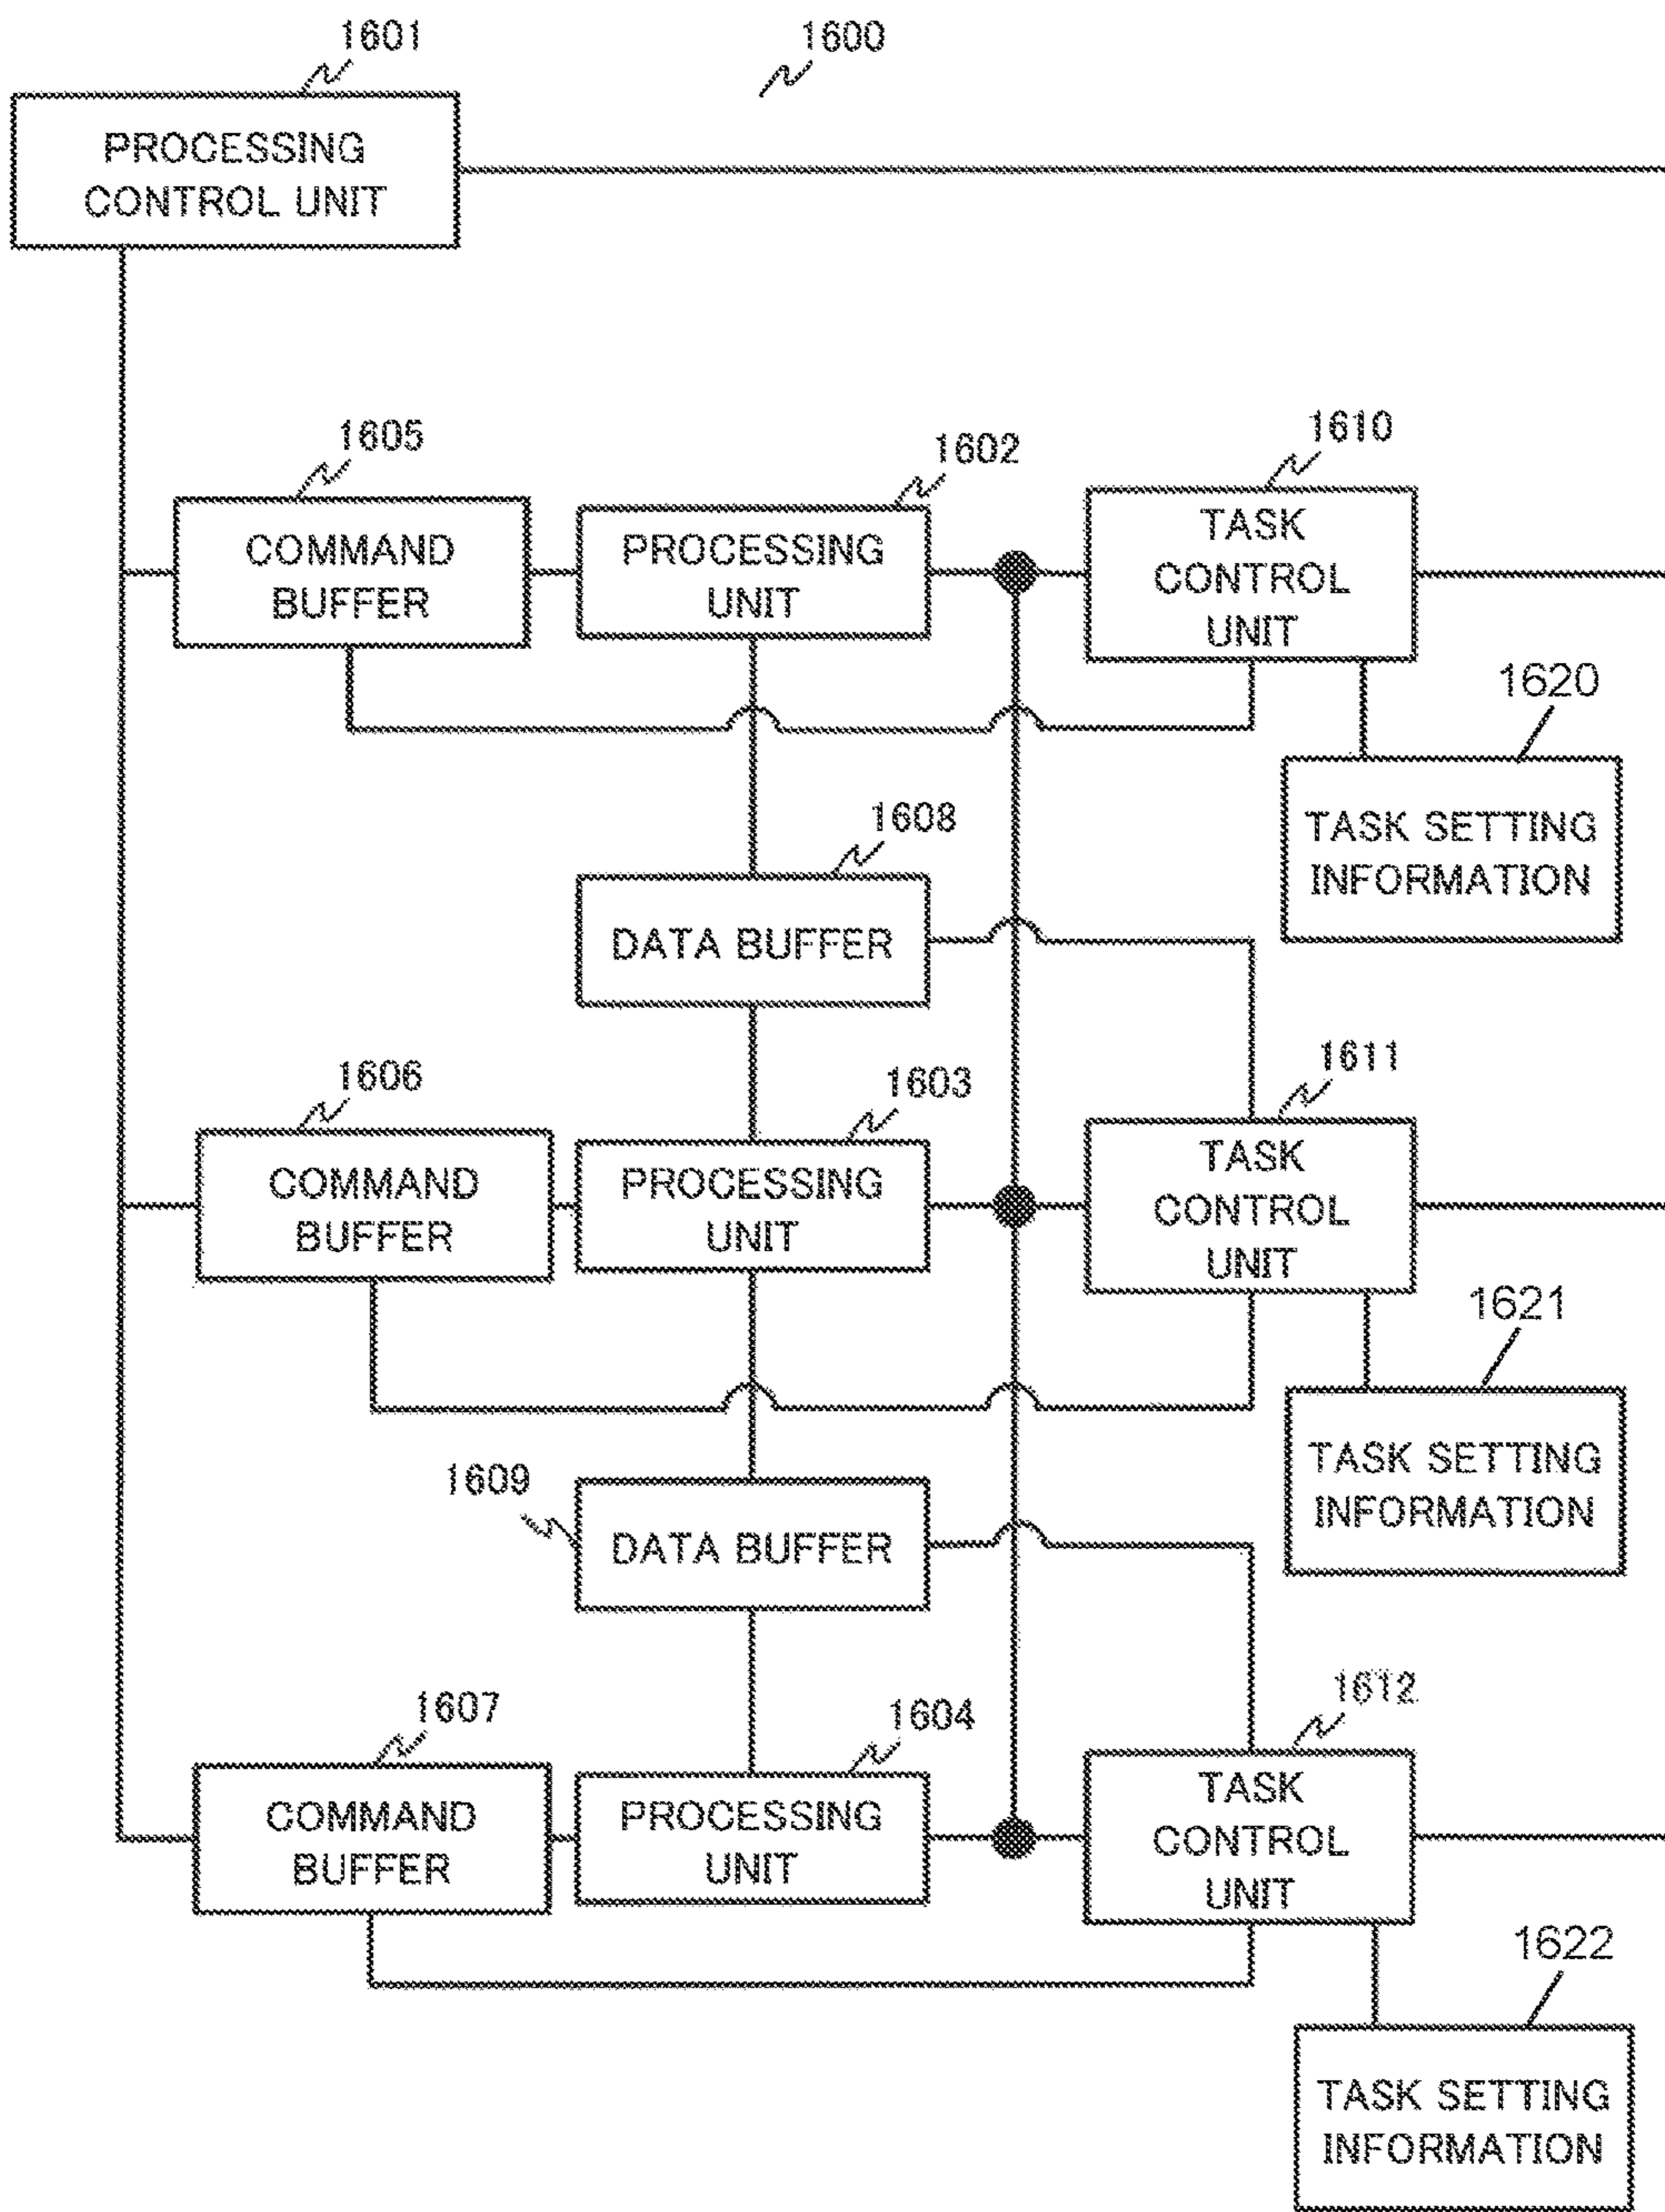 1601
1600
PROCESSING
CONTROL UNIT
1605
1602
1610
COMMAND
BUFFER
PROCESSING
UNIT
TASK
CONTROL
UNIT
1620
TASK SETTING
INFORMATION
1608
DATA BUFFER
1606
1603
1611
COMMAND
BUFFER
PROCESSING
UNIT
TASK
CONTROL
UNIT
1621
TASK SETTING
INFORMATION
1609
DATA BUFFER
1607
1604
1612
COMMAND
BUFFER
PROCESSING
UNIT
TASK
CONTROL
UNIT
1622
TASK SETTING
INFORMATION